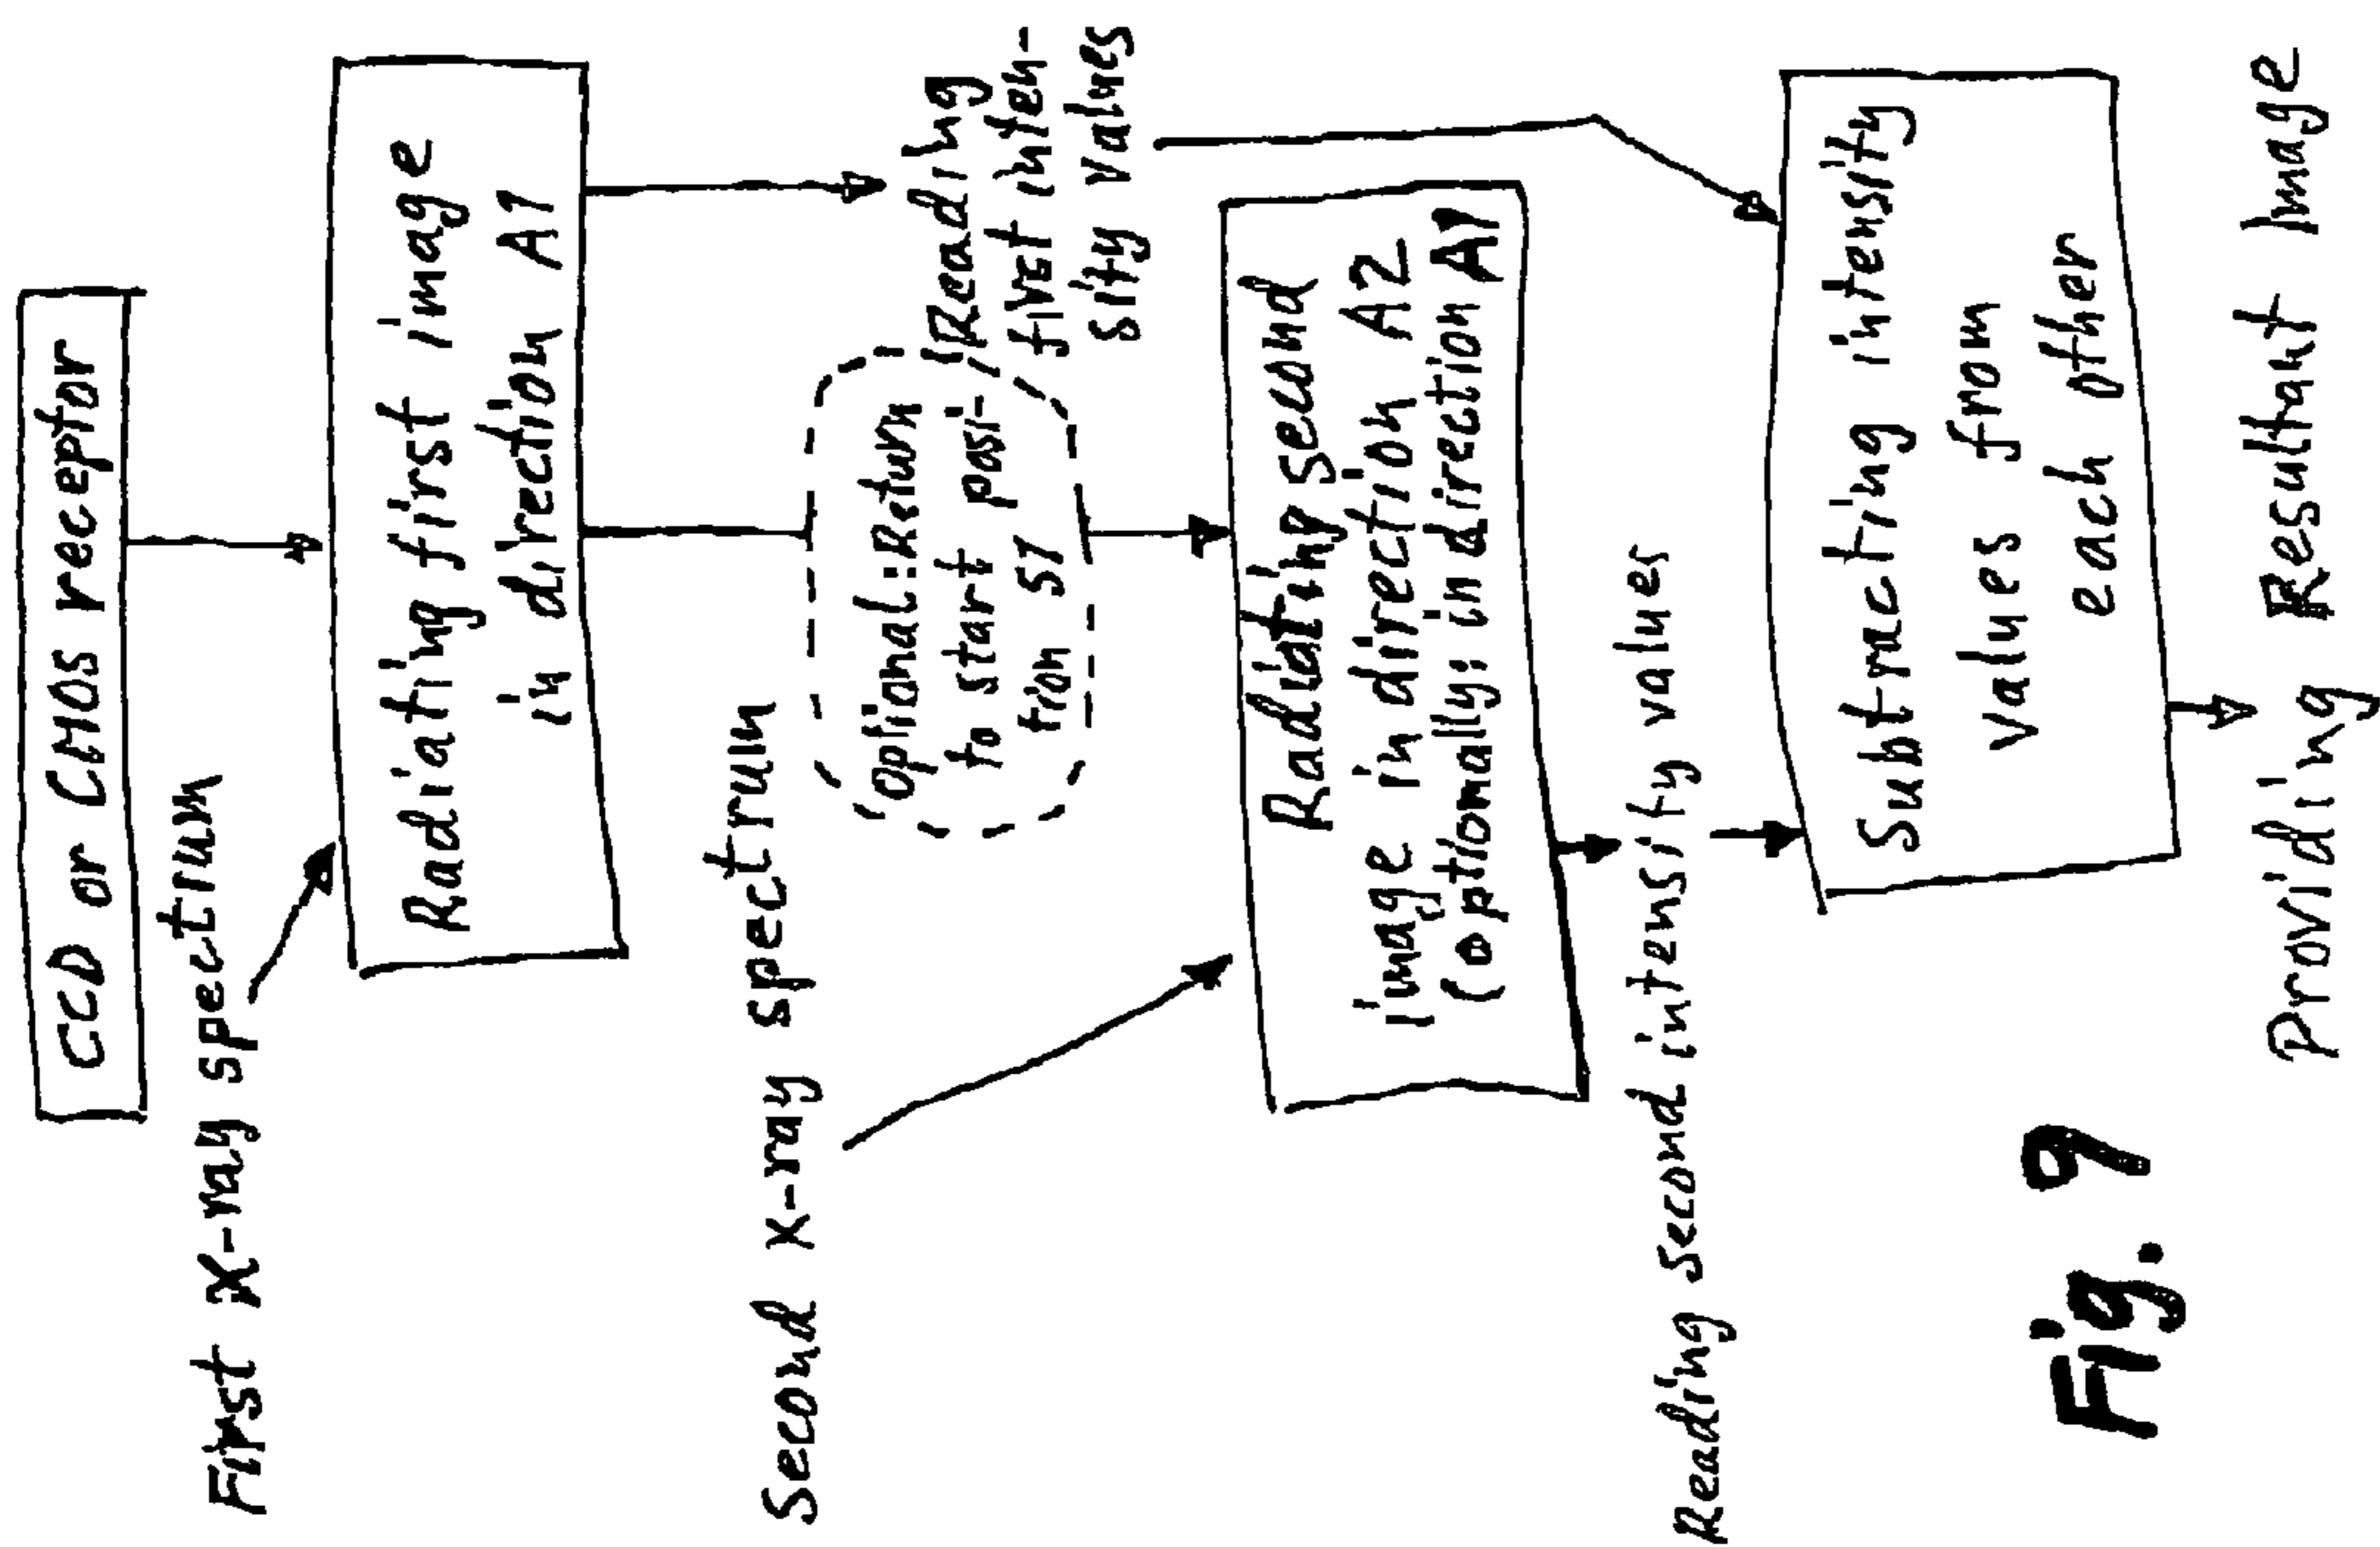 CCD or CMOS receptor
First x-ray spectrum
Radiating first image
in direction A1
Second x-ray spectrum
Optional: Return
to start posi-
tion S1
Reading
first inten-
sity values
Radiating second
image in direction A2
(optionally: in direction A1
Reading second intensity values
Subtracting intensity
values from
each other
Providing Resultant Image
Fig. 9